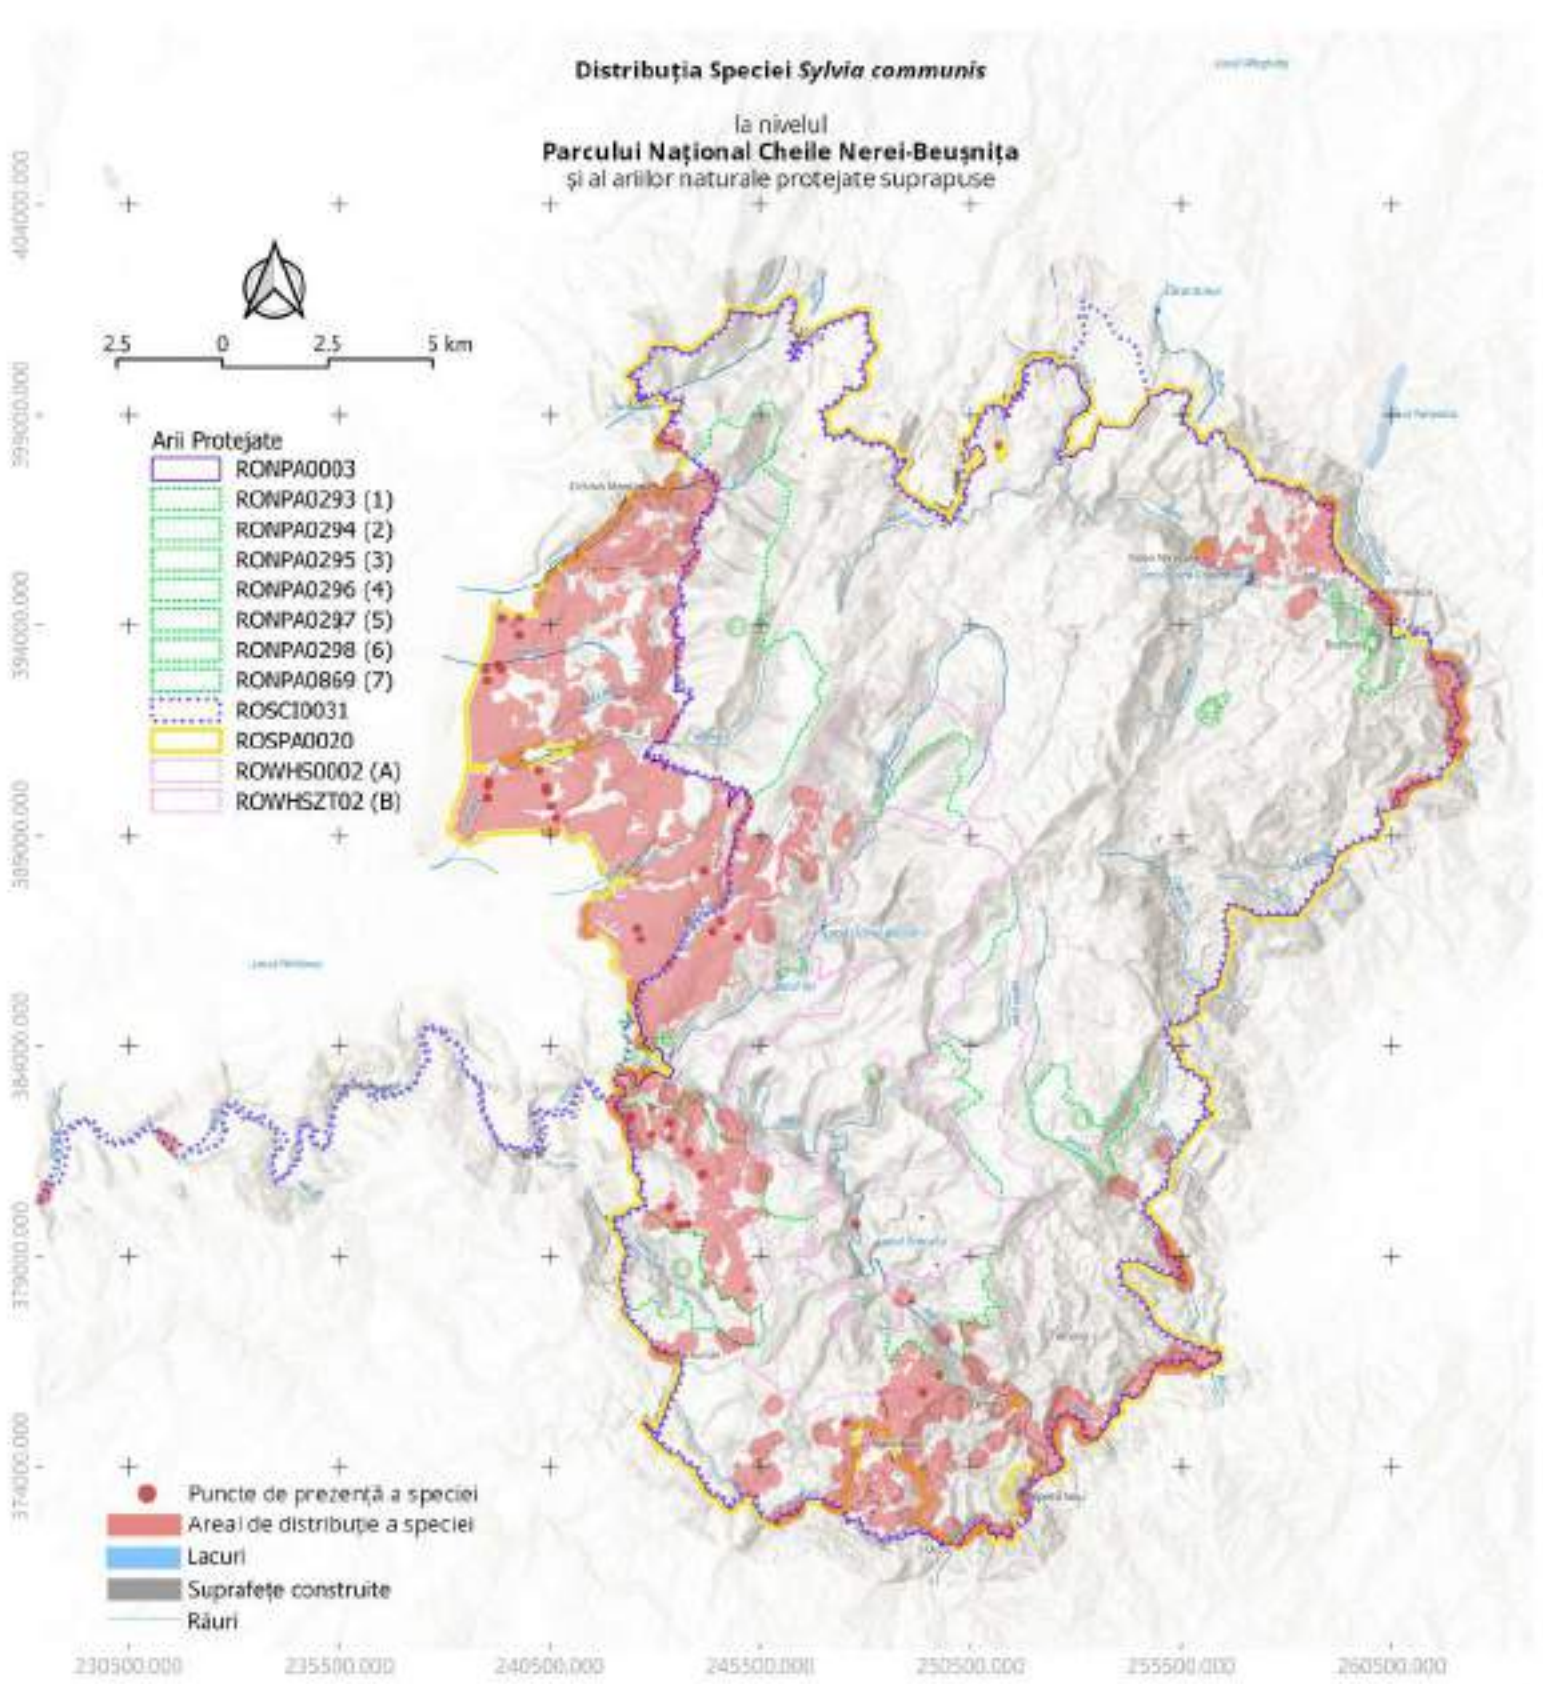 Distribuția Speciei Sylvia communis
la nivelul
Parcului Național Cheile Nerei-Beușnița
și al ariilor naturale protejate suprapuse
404000.000
399000.000
394000.000
389000.000
384000.000
379000.000
374000.000
2.5 0 2.5 5 km
Arii Protejate
RONPA0003
RONPA0293 (1)
RONPA0294 (2)
RONPA0295 (3)
RONPA0296 (4)
RONPA0297 (5)
RONPA0298 (6)
RONPA0869 (7)
ROSCI0031
ROSPA0020
ROWHS0002 (A)
ROWHSZT02 (B)
Puncte de prezență a speciei
Areal de distribuție a speciei
Lacuri
Suprafețe construite
Râuri
230500.000 235500.000 240500.000 245500.000 250500.000 255500.000 260500.000